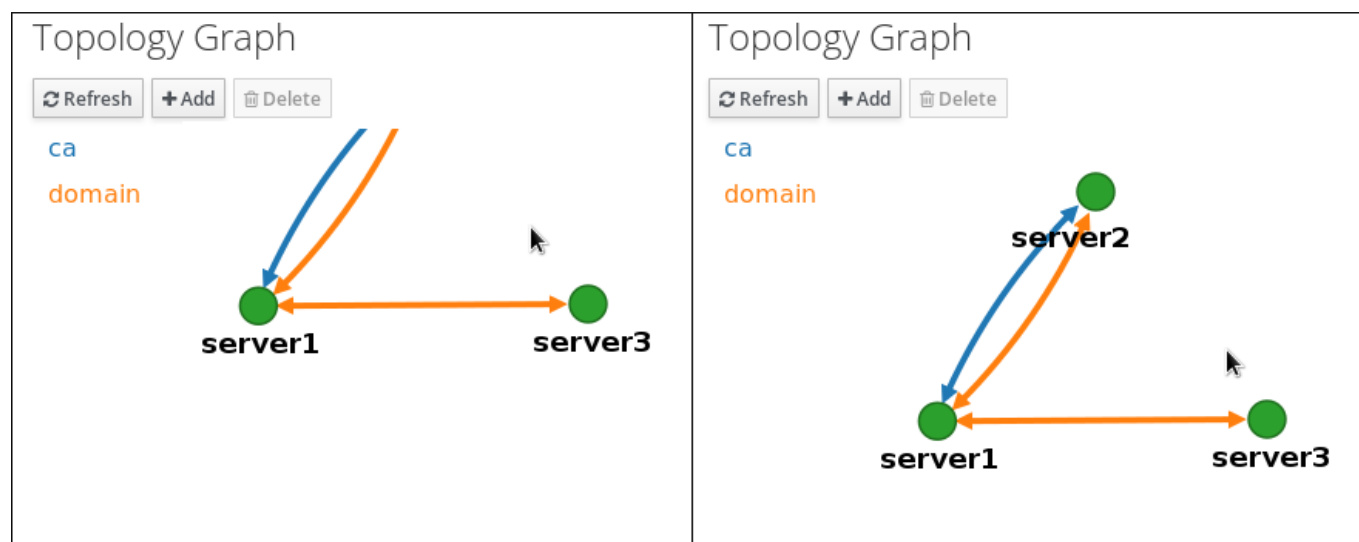 Topology Graph
Refresh Add Delete
ca
domain
server1
server3
Topology Graph
Refresh Add Delete
ca
domain
server2
server1
server3